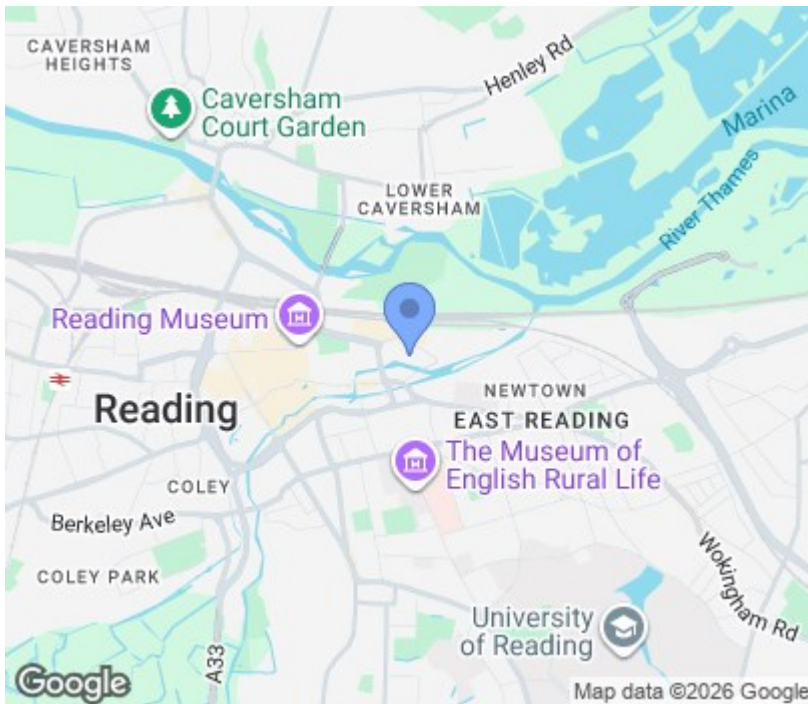 CAVERSHAM
HEIGHTS
Henley Rd
Caversham
Court Garden
Marina
LOWER
CAVERSHAM
River Thames
Reading Museum
Reading
NEWTOWN
EAST READING
The Museum of
English Rural Life
COLEY
Berkeley Ave
Wokingham Rd
COLEY PARK
University
of Reading
A33
Google
Map data ©2026 Google